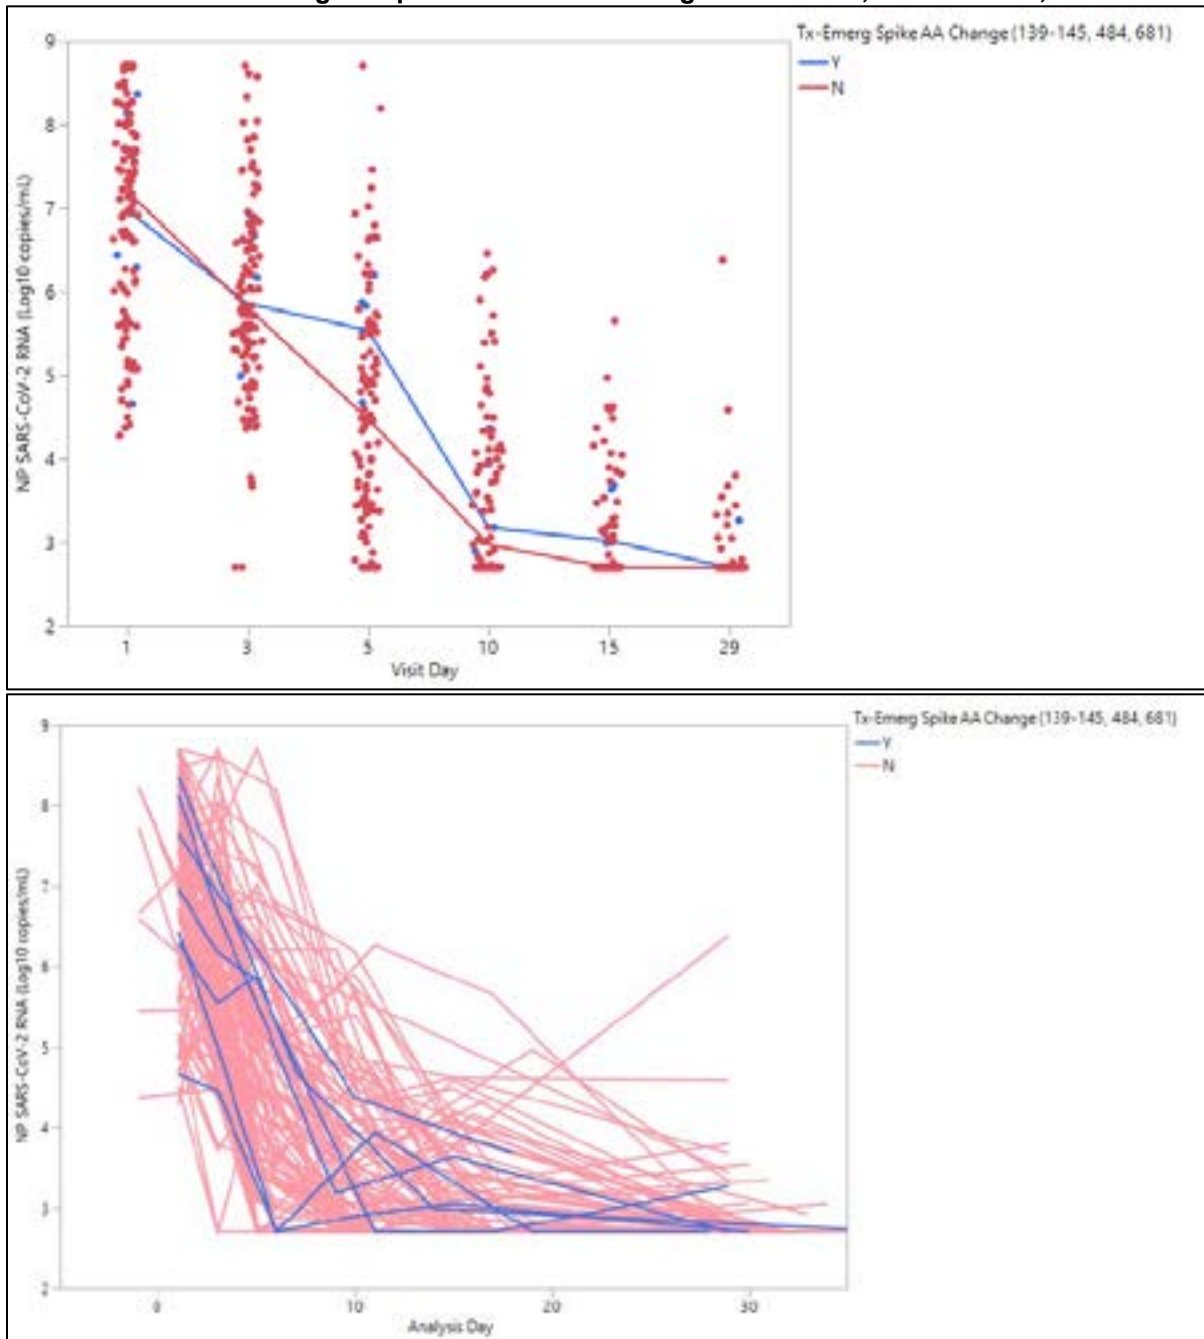 Tx-Emerg Spike AA Change (139-145, 484, 681)
Y
N
NP SARS-CoV-2 RNA (Log10 copies/mL)
9
8
7
6
5
4
3
2
1 3 5 10 15 29
Visit Day
Tx-Emerg Spike AA Change (139-145, 484, 681)
Y
N
NP SARS-CoV-2 RNA (Log10 copies/mL)
9
8
7
6
5
4
3
2
0 10 20 30
Analysis Day